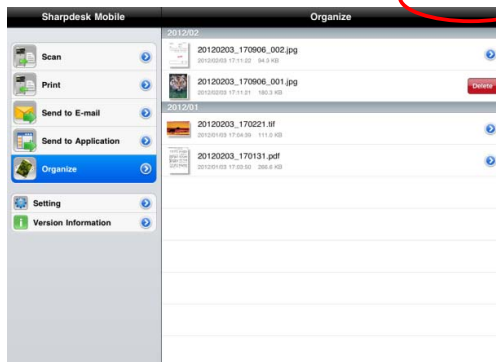 Sharpdesk Mobile
Organize
Scan
Print
Send to E-mail
Send to Application
Organize
Setting
Version Information
2012/02
20120203_170906_002.jpg
2012/02/03 17:11:02 94.3 KB
20120203_170906_001.jpg
2012/02/03 17:11:01 180.3 KB
Delete
2012/01
20120203_170221.tif
2012/01/03 17:04:39 111.0 KB
20120203_170131.pdf
2012/01/03 17:03:50